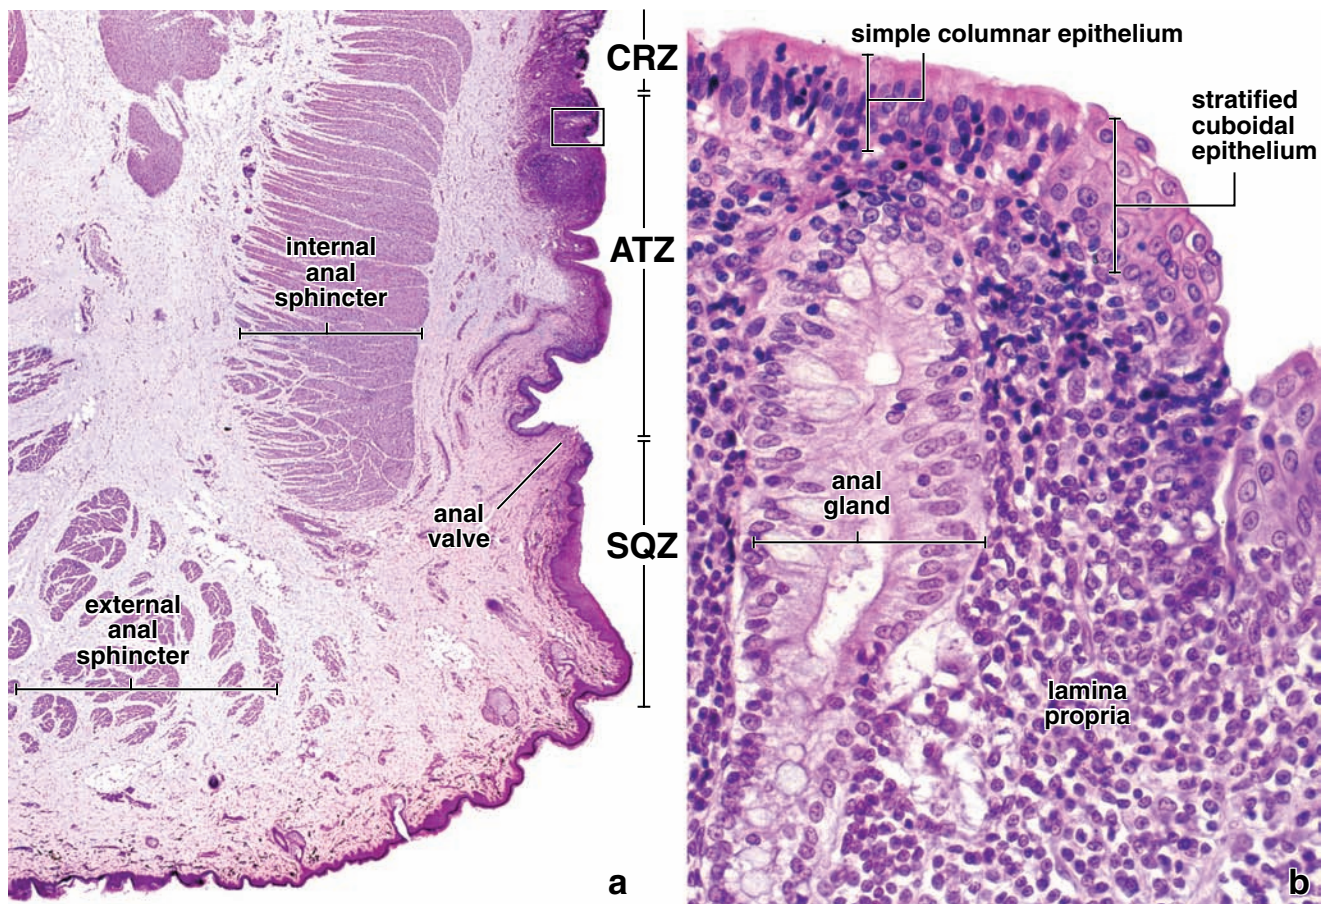 CRZ
ATZ
internal
anal
sphincter
anal
valve
SQZ
external
anal
sphincter
a
simple columnar epithelium
stratified
cuboidal
epithelium
anal
gland
lamina
propria
b